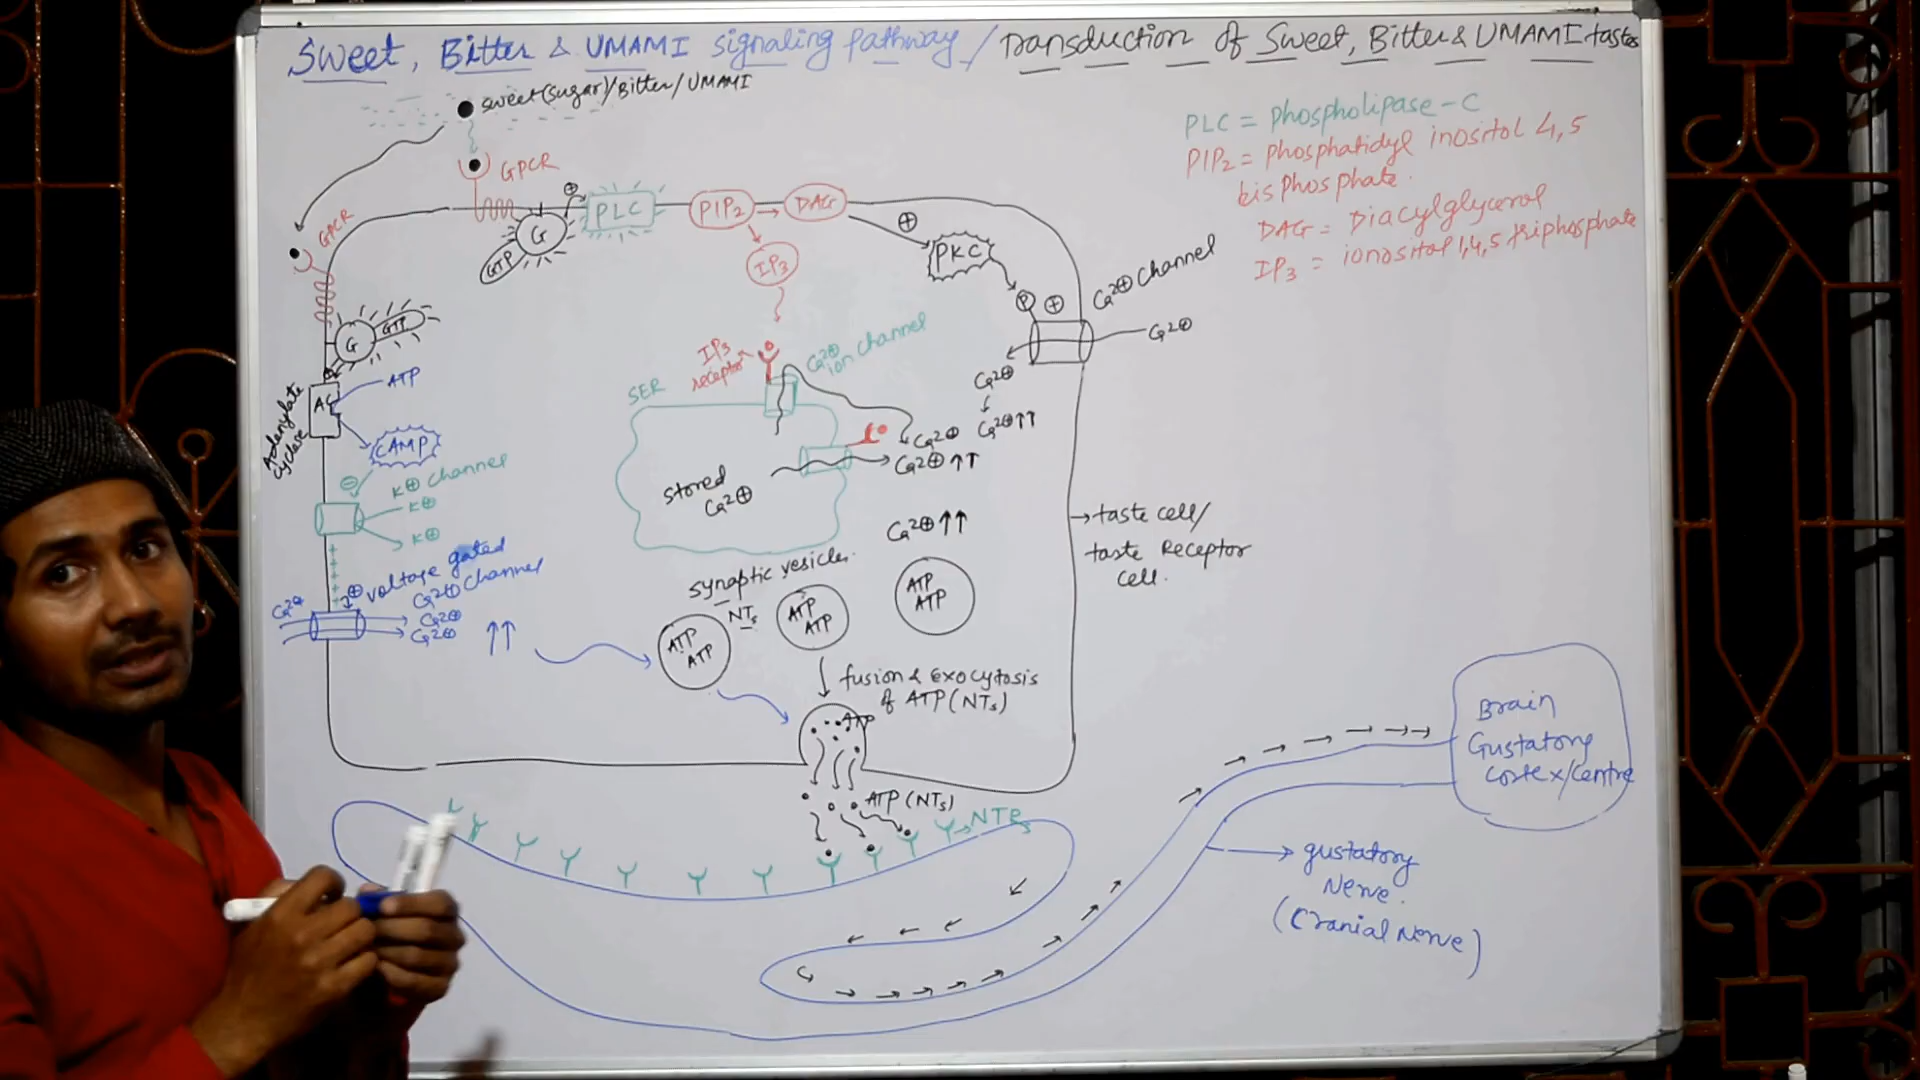 Sweet, Bitter & UMAMI signaling pathway / Transduction of Sweet, Bitter & UMAMI tastes
sweet(sugar)/Bitter/UMAMI
PLC = phospholipase-C
PIP2 = phosphatidyl inositol 4,5
bisphosphate.
DAG = Diacylglycerol
IP3 = ionositol 1,4,5 triphosphate
GPCR
GPCR
G
GTP
⊕
PLC
PIP2
DAG
IP3
⊕
PKC
P
⊕
Ca2⊕ channel
Ca2⊕
Ca2⊕
Ca2⊕↑↑
G
GTP
⊕
Adenylate
cyclase
AC
ATP
CAMP
⊖
K⊕ channel
K⊕
K⊕
⊕ voltage gated
Ca2⊕ channel
Ca2⊕
Ca2⊕
Ca2⊕
↑↑
IP3
receptor
Ca2⊕
ion channel
SER
stored
Ca2⊕
Ca2⊕
Ca2⊕ ↑↑
Ca2⊕↑↑
synaptic vesicles.
NTs
ATP
ATP
ATP
ATP
ATP
ATP
→ taste cell/
taste Receptor
cell.
fusion & Exocytosis
of ATP (NTs)
ATP
ATP (NTs)
→NTRs
Brain
Gustatory
cortex/centre
gustatory
Nerve.
(Cranial Nerve)